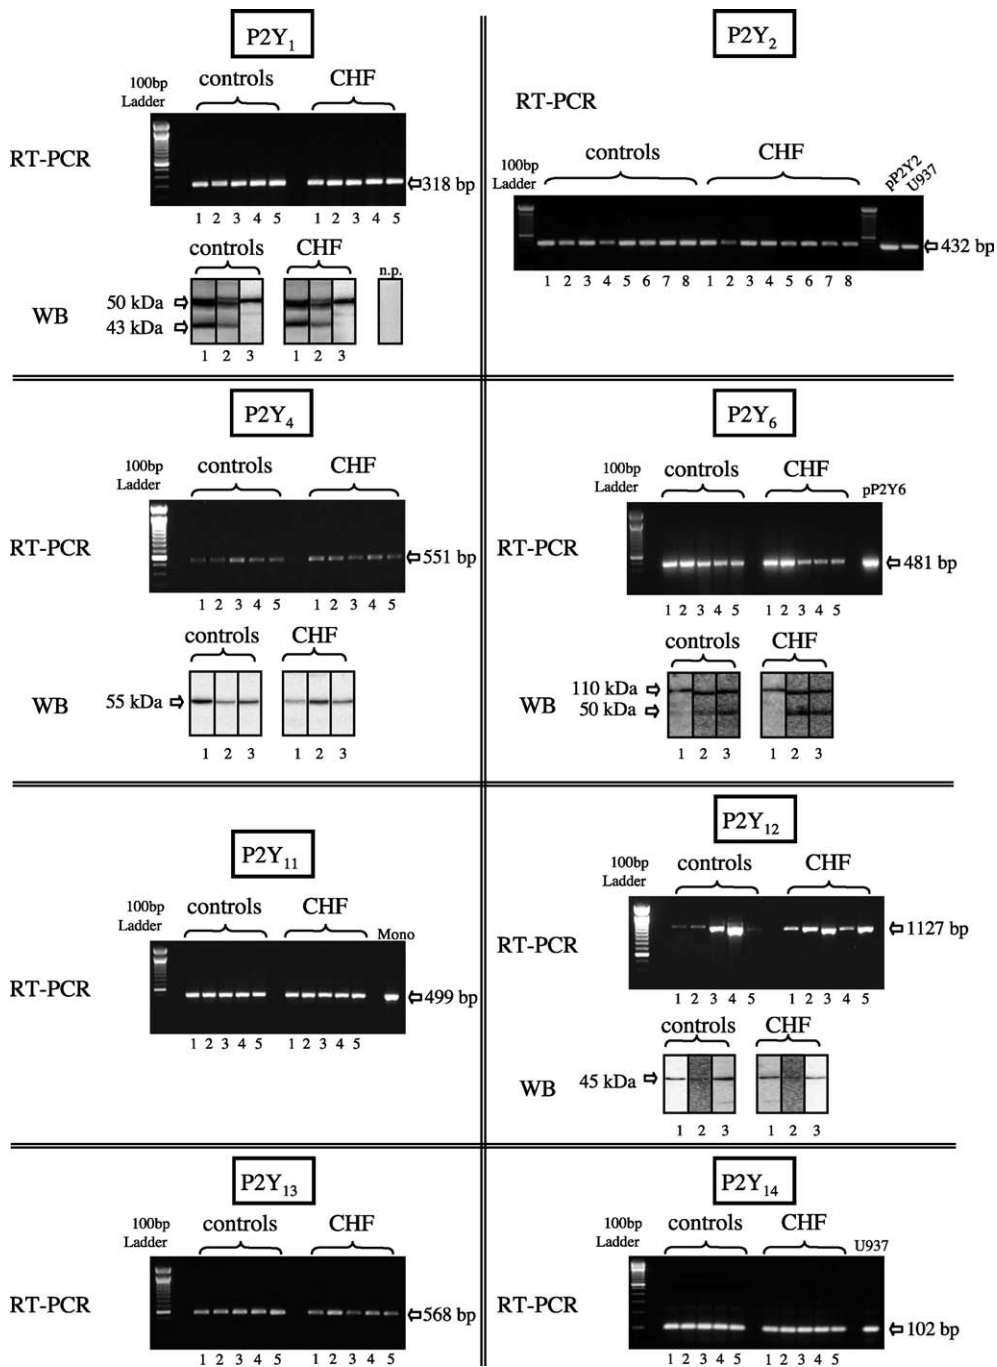 P2Y1
controls CHF
100bp
Ladder
RT-PCR
318 bp
1 2 3 4 5 1 2 3 4 5
controls CHF
n.p.
WB
50 kDa
43 kDa
1 2 3 1 2 3
P2Y2
RT-PCR
controls CHF
100bp
Ladder
pP2Y2
U937
432 bp
1 2 3 4 5 6 7 8 1 2 3 4 5 6 7 8
P2Y4
controls CHF
100bp
Ladder
RT-PCR
551 bp
1 2 3 4 5 1 2 3 4 5
controls CHF
WB
55 kDa
1 2 3 1 2 3
P2Y6
controls CHF
100bp
Ladder
pP2Y6
RT-PCR
481 bp
1 2 3 4 5 1 2 3 4 5
controls CHF
WB
110 kDa
50 kDa
1 2 3 1 2 3
P2Y11
controls CHF
100bp
Ladder
Mono
RT-PCR
499 bp
1 2 3 4 5 1 2 3 4 5
P2Y12
controls CHF
100bp
Ladder
RT-PCR
1127 bp
1 2 3 4 5 1 2 3 4 5
controls CHF
WB
45 kDa
1 2 3 1 2 3
P2Y13
controls CHF
100bp
Ladder
RT-PCR
568 bp
1 2 3 4 5 1 2 3 4 5
P2Y14
controls CHF
100bp
Ladder
U937
RT-PCR
102 bp
1 2 3 4 5 1 2 3 4 5